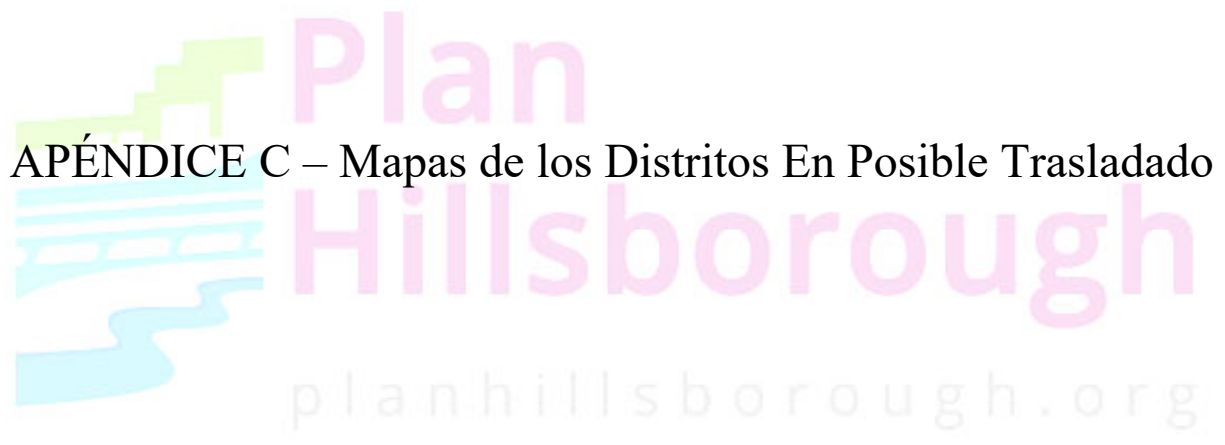 Plan
APÉNDICE C – Mapas de los Distritos En Posible Trasladado
Hillsborough
planhillsborough.org